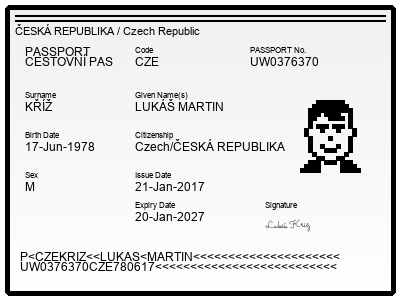 ČESKÁ REPUBLIKA / Czech Republic
PASSPORT
CESTOVNÍ PAS
Code
CZE
PASSPORT No.
UW0376370
Surname
KŘÍŽ
Given Name(s)
LUKÁŠ MARTIN
Birth Date
17-Jun-1978
Citizenship
Czech/ČESKÁ REPUBLIKA
Sex
M
Issue Date
21-Jan-2017
Expiry Date
20-Jan-2027
Signature
Lukáš Kříž
P<CZEKRIZ<<LUKAS<MARTIN<<<<<<<<<<<<<<<<<<<<<
UW0376370CZE780617<<<<<<<<<<<<<<<<<<<<<<<<<<